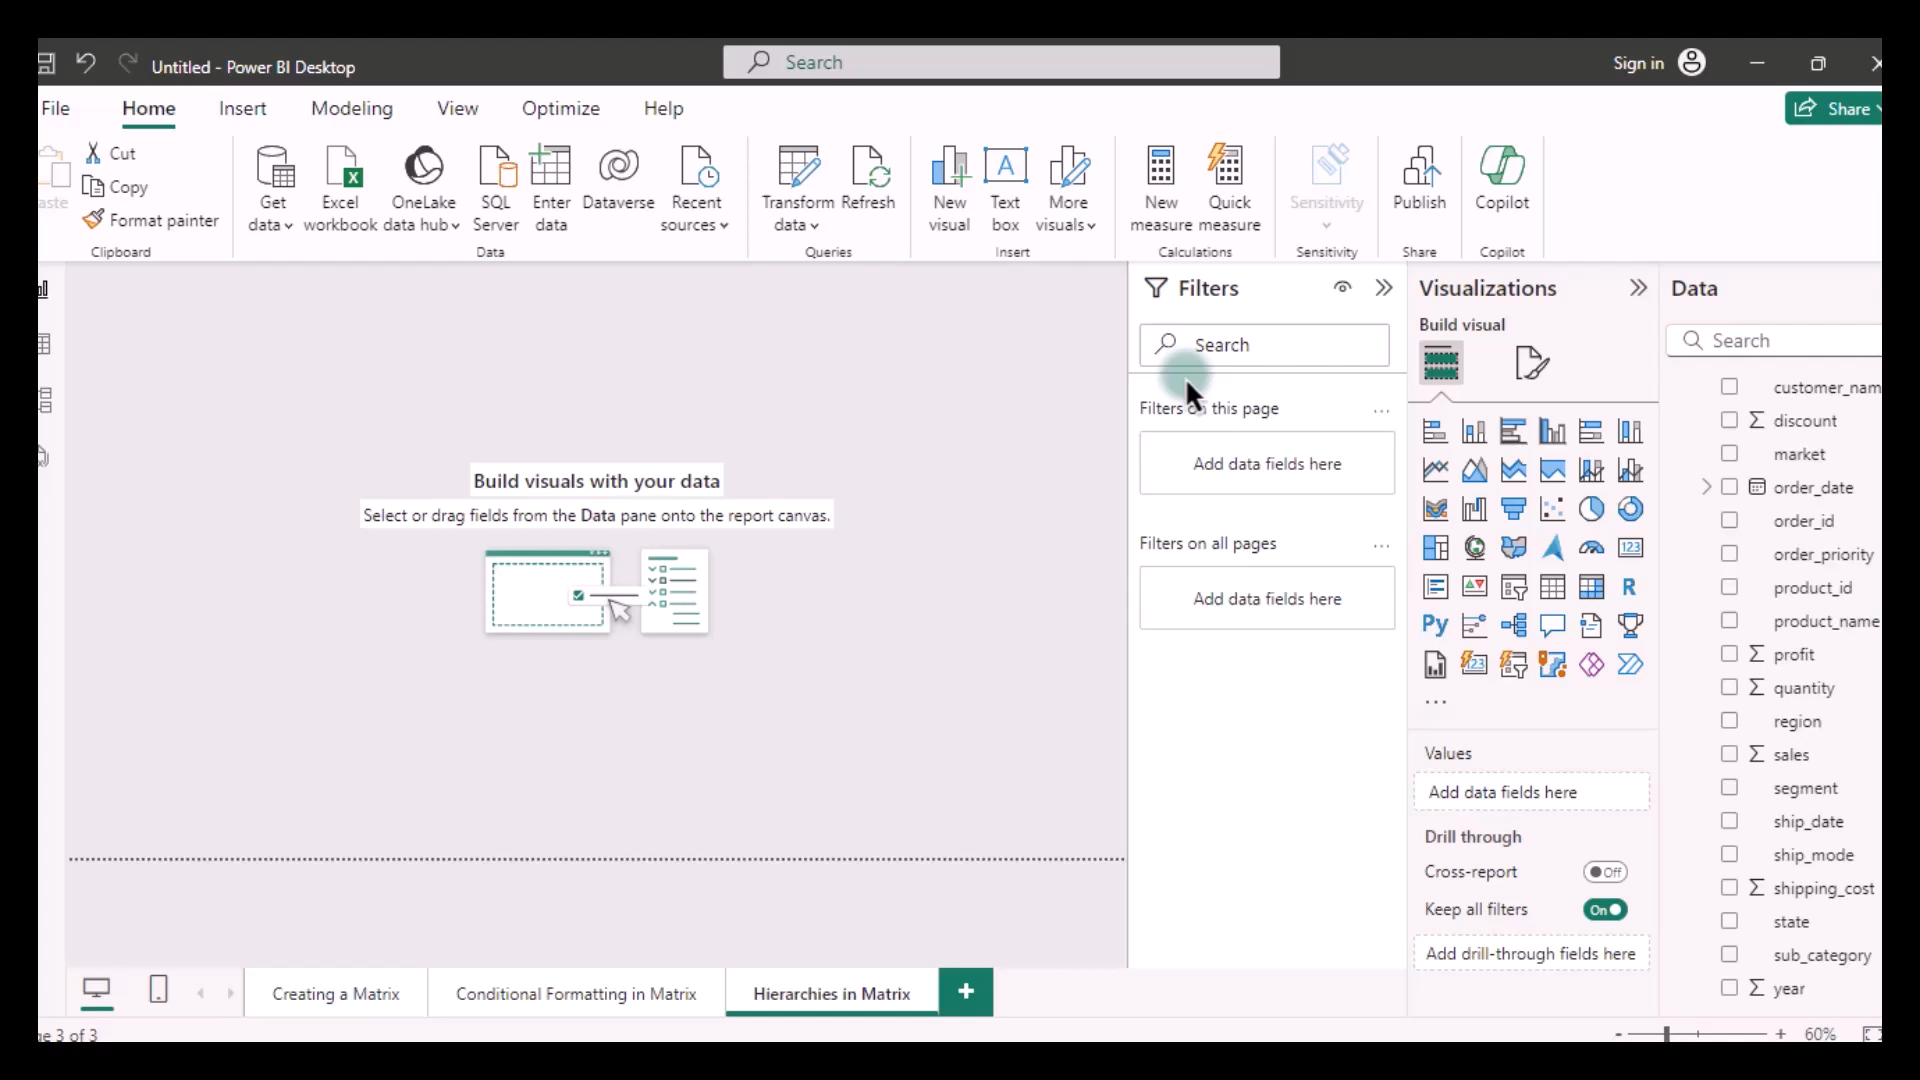 Untitled - Power BI Desktop
Search
Sign in
File
Home
Insert
Modeling
View
Optimize
Help
Share
Cut
Copy
Format painter
Clipboard
Get
data
Excel
workbook
OneLake
data hub
SQL
Server
Enter
data
Dataverse
Recent
sources
Data
Transform
data
Refresh
Queries
New
visual
A
Text
box
More
visuals
Insert
New
measure
Quick
measure
Calculations
Sensitivity
Sensitivity
Publish
Share
Copilot
Copilot
Build visuals with your data
Select or drag fields from the Data pane onto the report canvas.
Filters
Search
Filters on this page
Add data fields here
Filters on all pages
Add data fields here
Visualizations
Build visual
123
R
Py
123
Values
Add data fields here
Drill through
Cross-report
Off
Keep all filters
On
Add drill-through fields here
Data
Search
customer_nam
discount
market
order_date
order_id
order_priority
product_id
product_name
profit
quantity
region
sales
segment
ship_date
ship_mode
shipping_cost
state
sub_category
year
Creating a Matrix
Conditional Formatting in Matrix
Hierarchies in Matrix
3 of 3
60%